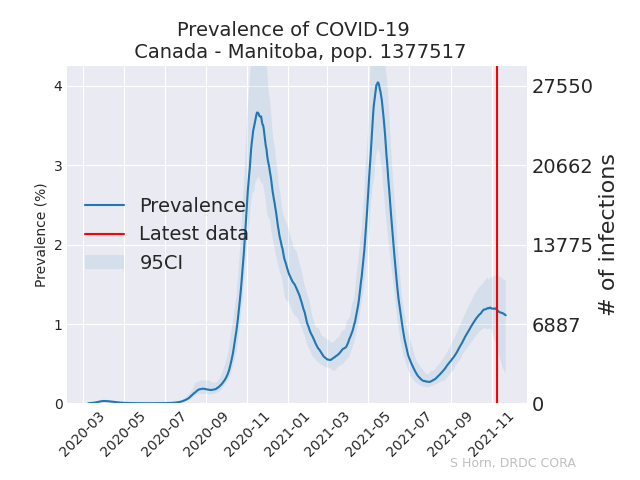 Prevalence of COVID-19
Canada - Manitoba, pop. 1377517
Prevalence (%)
4
3
2
1
0
27550
20662
13775
6887
0
# of infections
Prevalence
Latest data
95CI
2020-03
2020-05
2020-07
2020-09
2020-11
2021-01
2021-03
2021-05
2021-07
2021-09
2021-11
S Horn, DRDC CORA